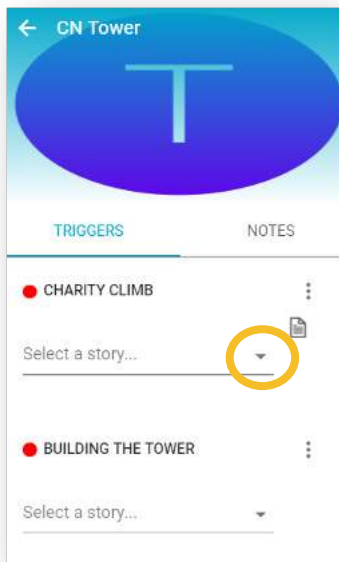 CN Tower
T
TRIGGERS NOTES
CHARITY CLIMB
Select a story...
BUILDING THE TOWER
Select a story...